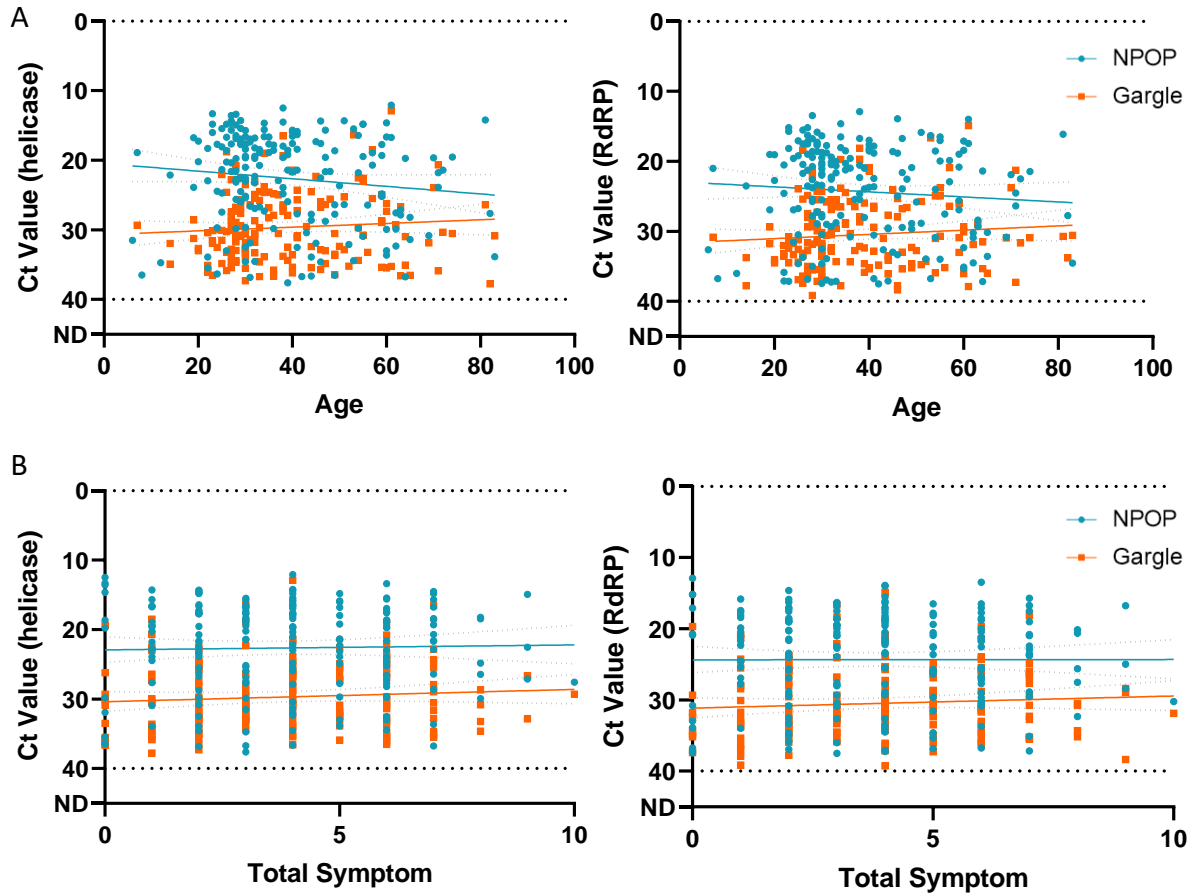 A
Ct Value (helicase)
0
10
20
30
40
ND
0 20 40 60 80 100
Age
Ct Value (RdRP)
0
10
20
30
40
ND
0 20 40 60 80 100
Age
NPOP
Gargle
B
Ct Value (helicase)
0
10
20
30
40
ND
0 5 10
Total Symptom
Ct Value (RdRP)
0
10
20
30
40
ND
0 5 10
Total Symptom
NPOP
Gargle